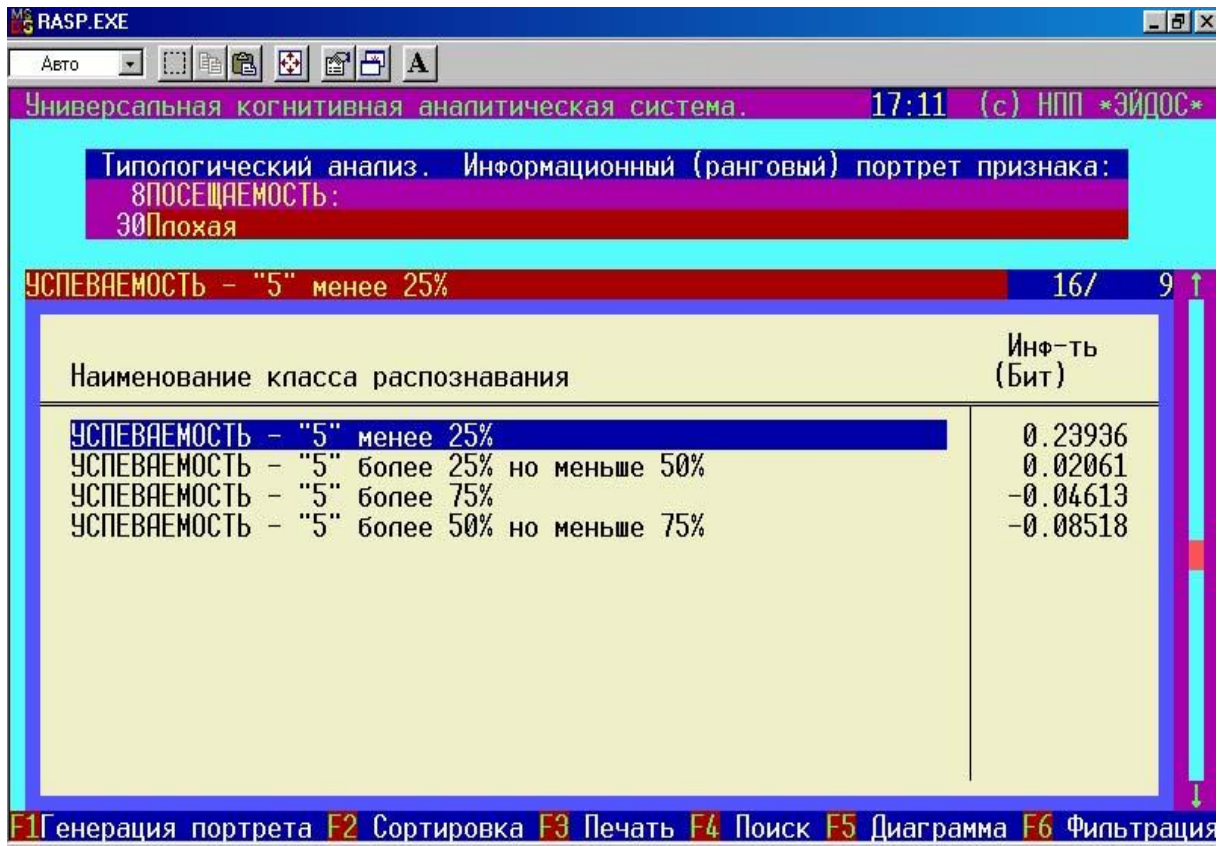 RASP.EXE
Авто
A
Универсальная когнитивная аналитическая система. 17:11 (с) НПП *ЭЙДОС*
Типологический анализ. Информационный (ранговый) портрет признака:
8ПОСЕЩАЕМОСТЬ:
30Плохая
УСПЕВАЕМОСТЬ - "5" менее 25% 16/ 9
Наименование класса распознавания Инф-ть (Бит)
УСПЕВАЕМОСТЬ - "5" менее 25% 0.23936
УСПЕВАЕМОСТЬ - "5" более 25% но меньше 50% 0.02061
УСПЕВАЕМОСТЬ - "5" более 75% -0.04613
УСПЕВАЕМОСТЬ - "5" более 50% но меньше 75% -0.08518
F1Генерация портрета F2 Сортировка F3 Печать F4 Поиск F5 Диаграмма F6 Фильтрация